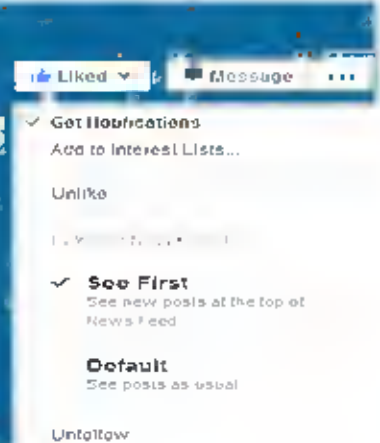 Liked
Message
Get Notifications
Add to Interest Lists...
Unlike
See First
See new posts at the top of
News Feed
Default
See posts as usual
Unfollow